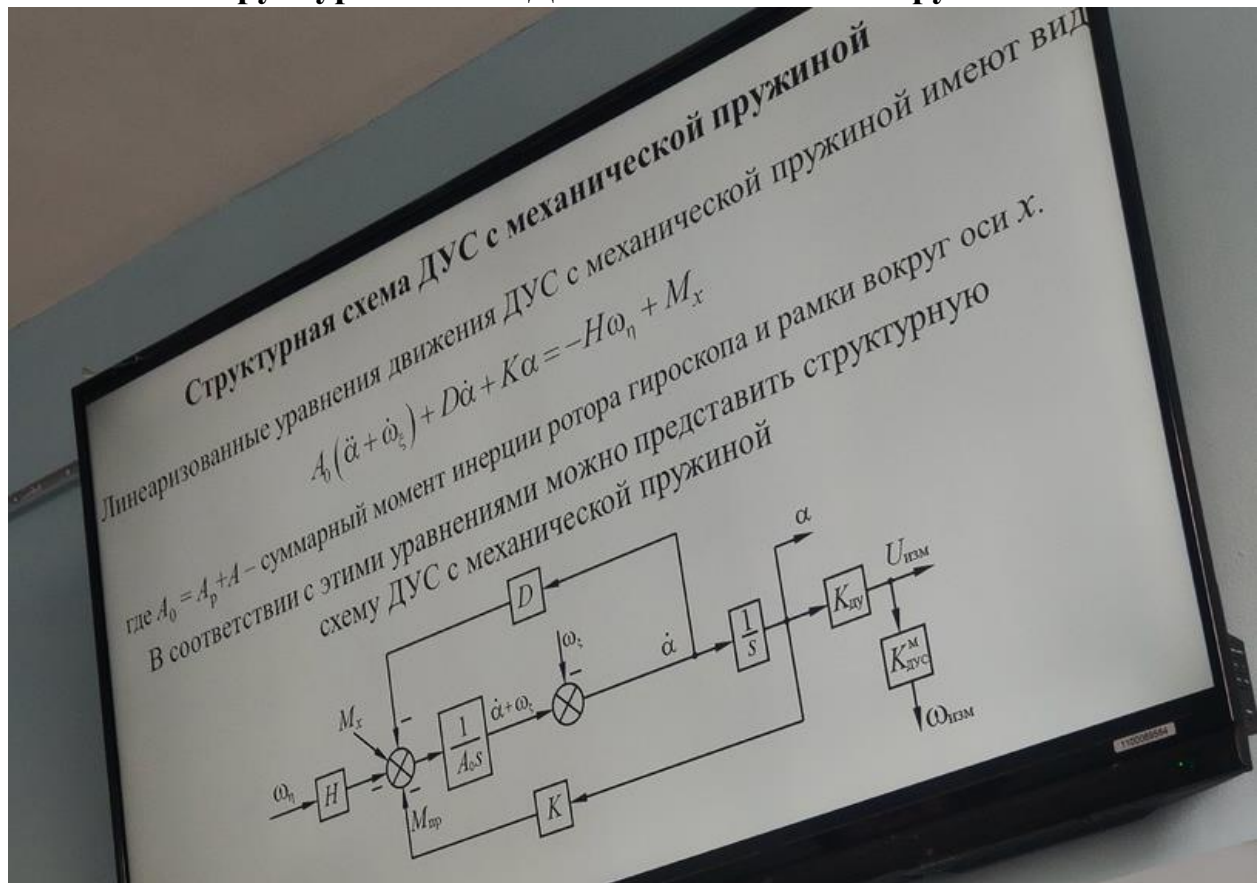 Структурная схема ДУС с механической пружиной
Линеаризованные уравнения движения ДУС с механической пружиной имеют вид
A₀(α̈ + ω̇ξ) + Dα̇ + Kα = −Hωη + Mₓ
где A₀ = Aр+A – суммарный момент инерции ротора гироскопа и рамки вокруг оси x.
В соответствии с этими уравнениями можно представить структурную
схему ДУС с механической пружиной
α
D
Kду
Uизм
ωξ
α̇
1/s
Kᴹдус
Mₓ
1/A₀s
α̇+ωξ
ωизм
ωη
H
Mпр
K
1100089564